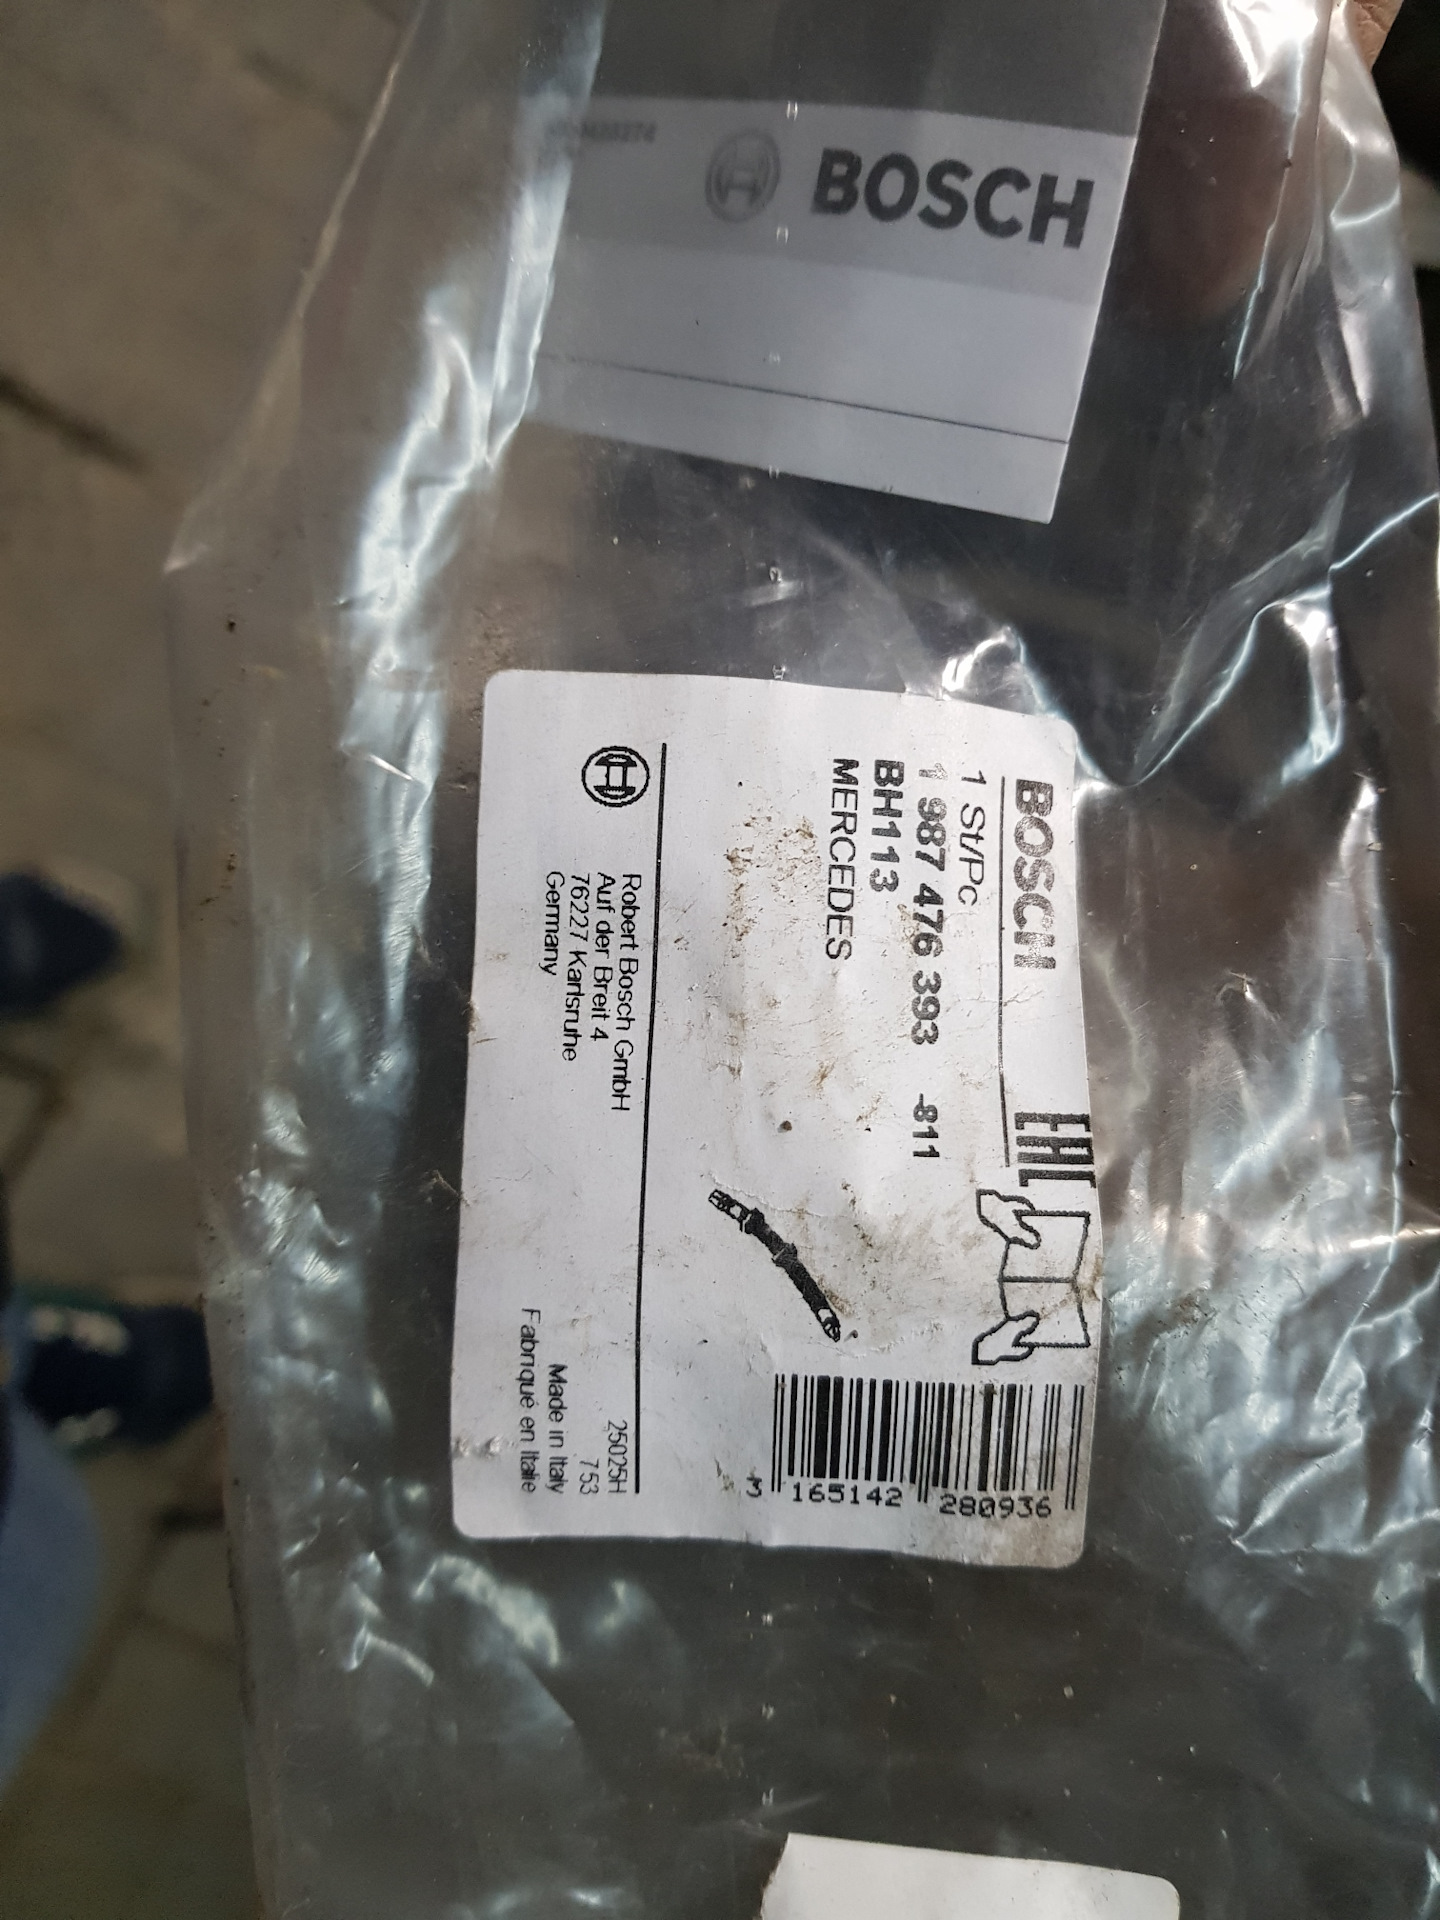 BOSCH
BOSCH
EAC
1 St/Pc
1 987 476 393 -811
BH113
MERCEDES
3 165142 280936
Robert Bosch GmbH
Auf der Breit 4
76227 Karlsruhe
Germany
25025H
753
Made in Italy
Fabriqué en Italie